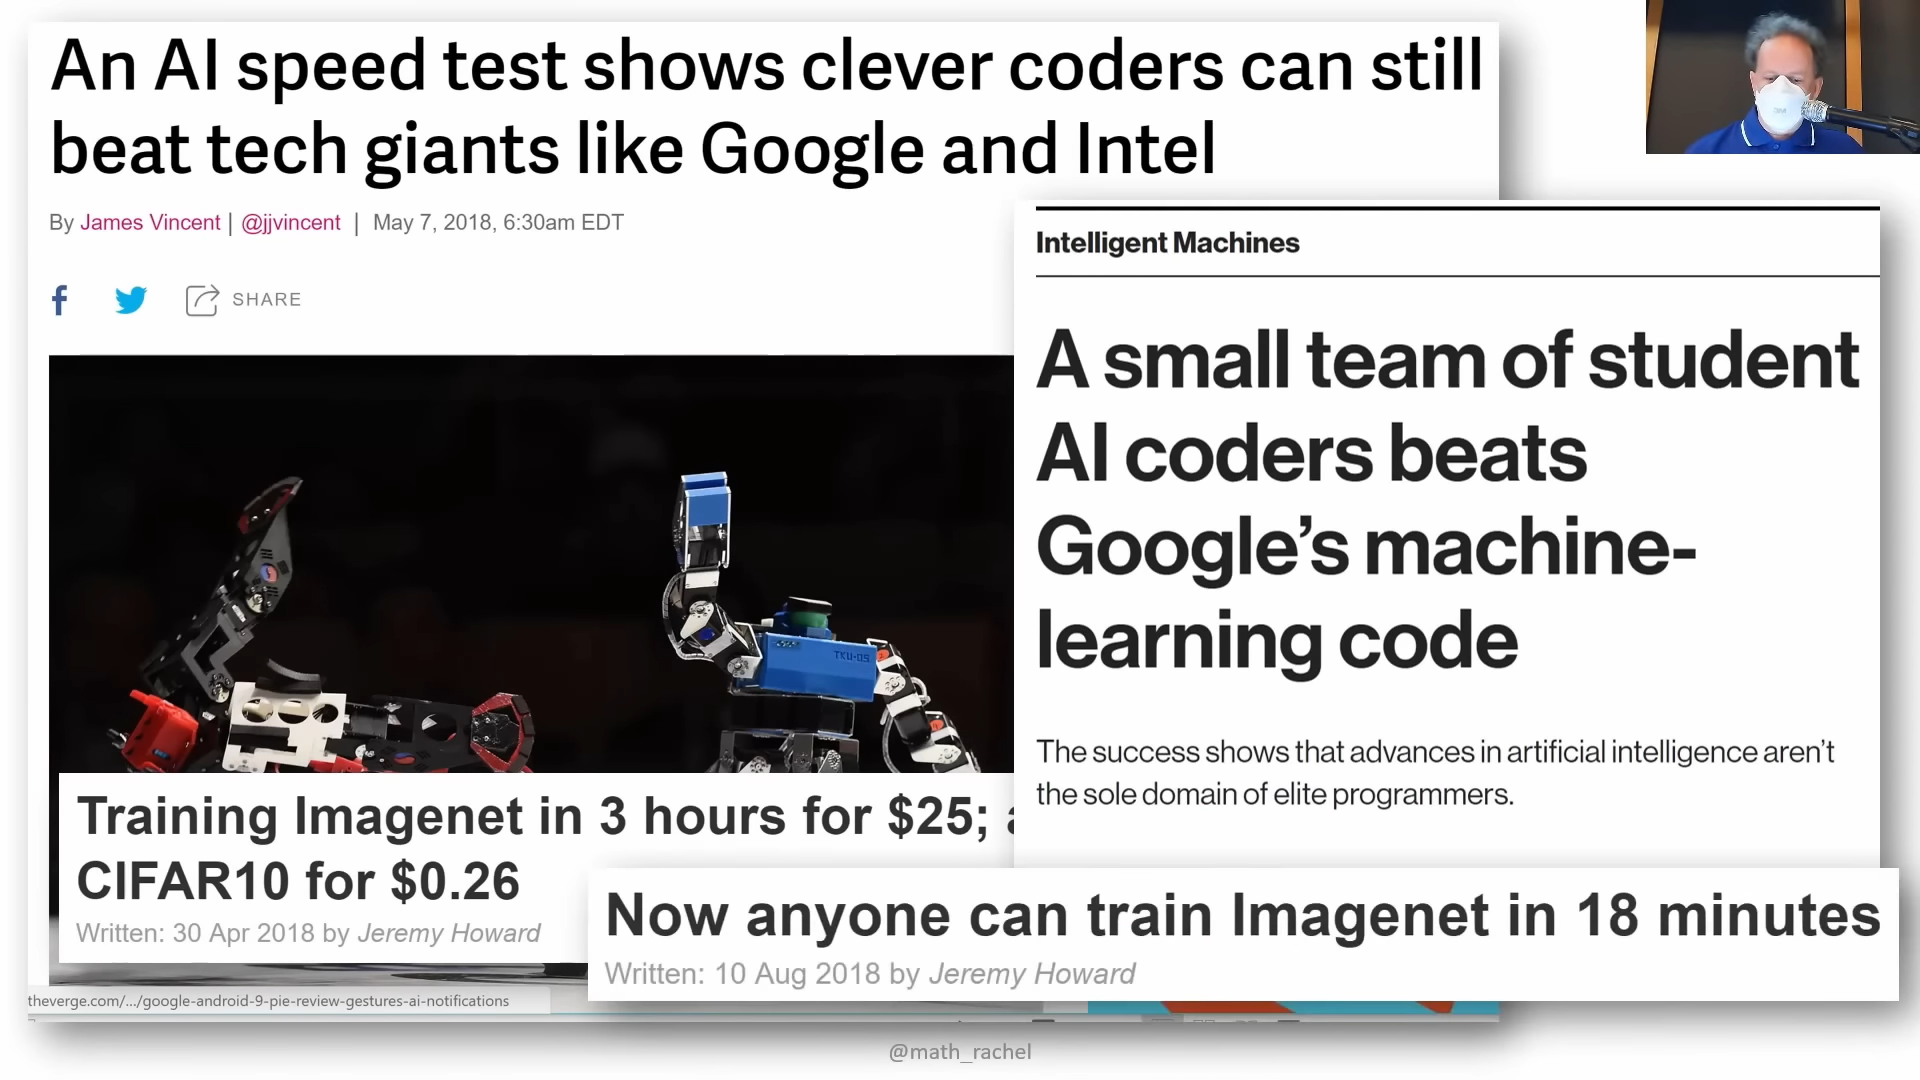 An AI speed test shows clever coders can still
beat tech giants like Google and Intel
By James Vincent | @jjvincent | May 7, 2018, 6:30am EDT
SHARE
Intelligent Machines
A small team of student
AI coders beats
Google’s machine-
learning code
The success shows that advances in artificial intelligence aren’t
the sole domain of elite programmers.
TKU-05
Training Imagenet in 3 hours for $25;
CIFAR10 for $0.26
Written: 30 Apr 2018 by Jeremy Howard
Now anyone can train Imagenet in 18 minutes
Written: 10 Aug 2018 by Jeremy Howard
theverge.com/.../google-android-9-pie-review-gestures-ai-notifications
@math_rachel